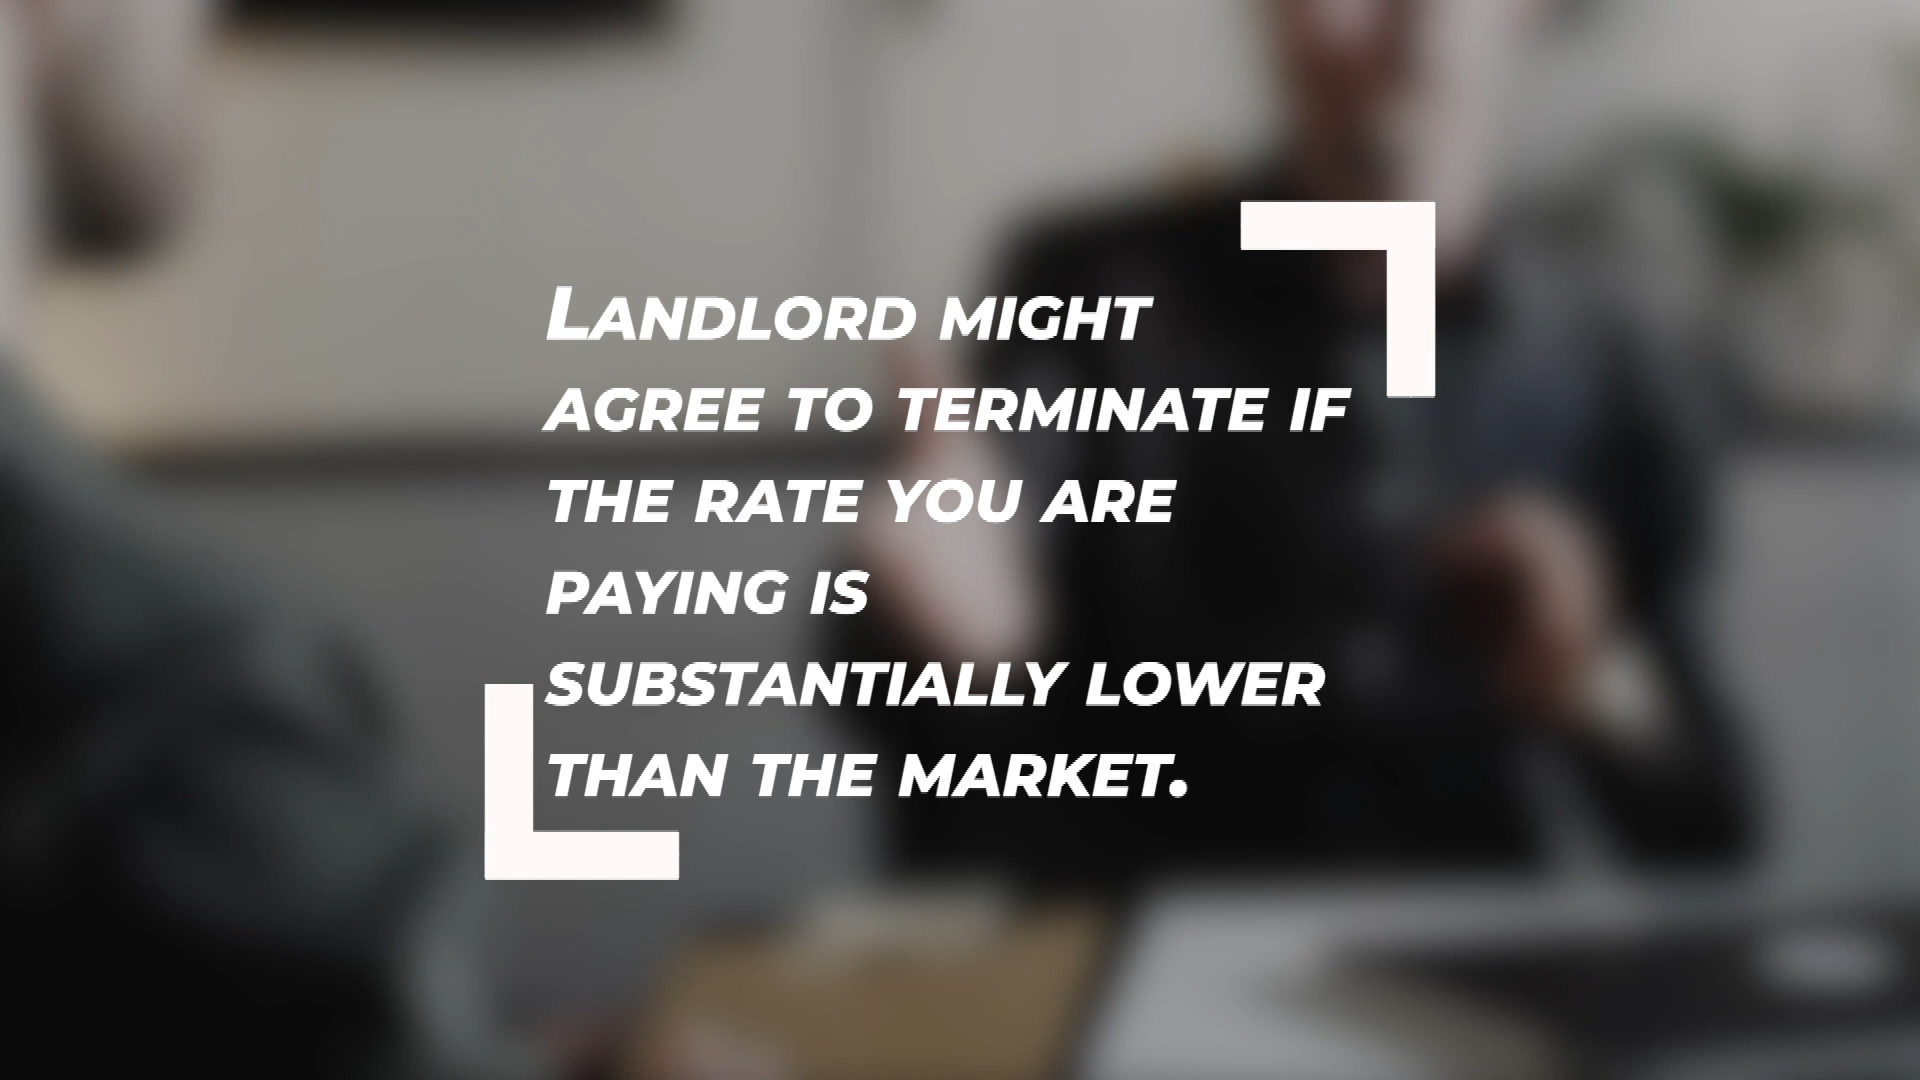 Landlord might
agree to terminate if
the rate you are
paying is
substantially lower
than the market.